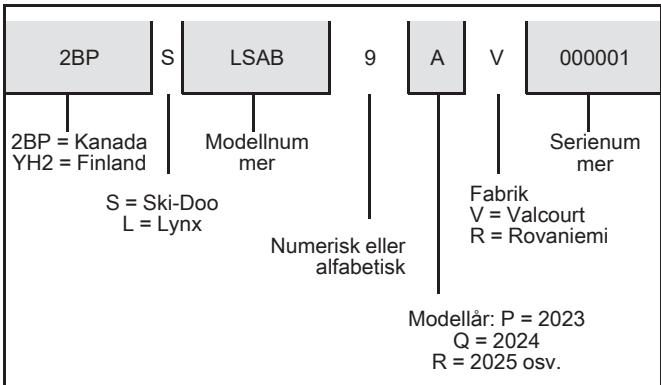 2BP S LSAB 9 A V 000001
2BP = Kanada
YH2 = Finland
Modellnum
mer
Serienum
mer
S = Ski-Doo
L = Lynx
Fabrik
V = Valcourt
R = Rovaniemi
Numerisk eller
alfabetisk
Modellår: P = 2023
Q = 2024
R = 2025 osv.